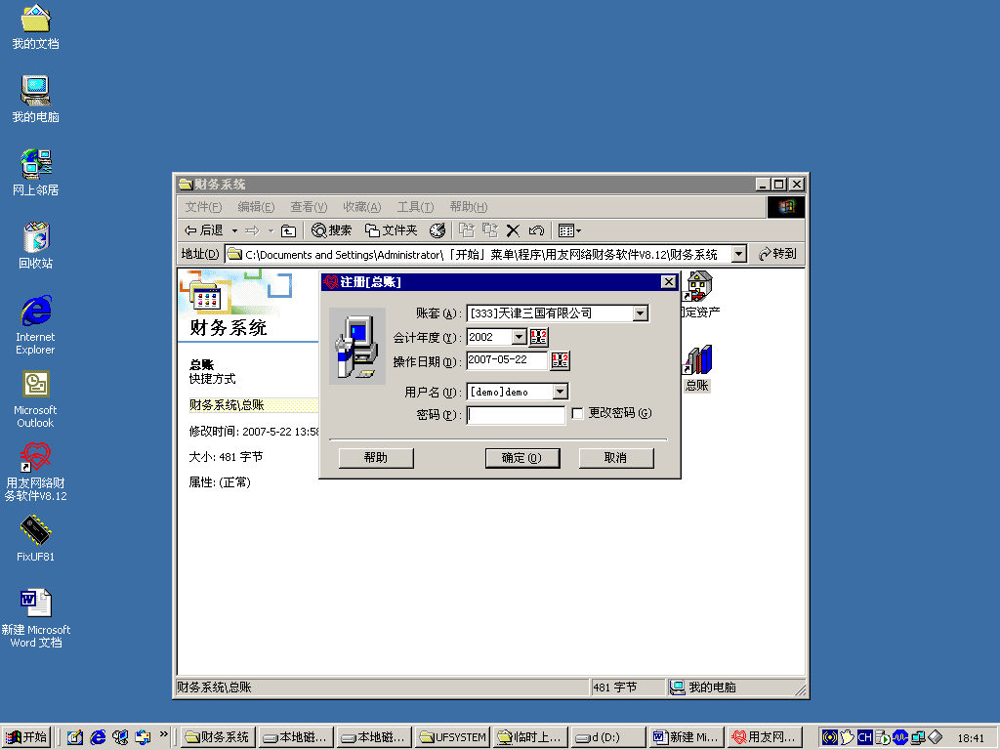 我的文档
我的电脑
网上邻居
回收站
Internet
Explorer
Microsoft
Outlook
用友网络财
务软件V8.12
FixUF81
新建 Microsoft
Word 文档
财务系统
文件(F) 编辑(E) 查看(V) 收藏(A) 工具(T) 帮助(H)
后退 搜索 文件夹
地址(D) C:\Documents and Settings\Administrator\「开始」菜单\程序\用友网络财务软件V8.12\财务系统 转到
财务系统
总账
快捷方式
财务系统\总账
修改时间: 2007-5-22 13:58
大小: 481 字节
属性: (正常)
定资产
总账
注册[总账]
账套(A): [333]天津三国有限公司
会计年度(Y): 2002
操作日期(D): 2007-05-22
用户名(U): [demo]demo
密码(P): 更改密码(G)
帮助 确定(O) 取消
财务系统\总账 481 字节 我的电脑
开始 » 财务系统 本地磁... 本地磁... UFSYSTEM 临时上... d (D:) 新建 Mi... 用友网... CH 18:41